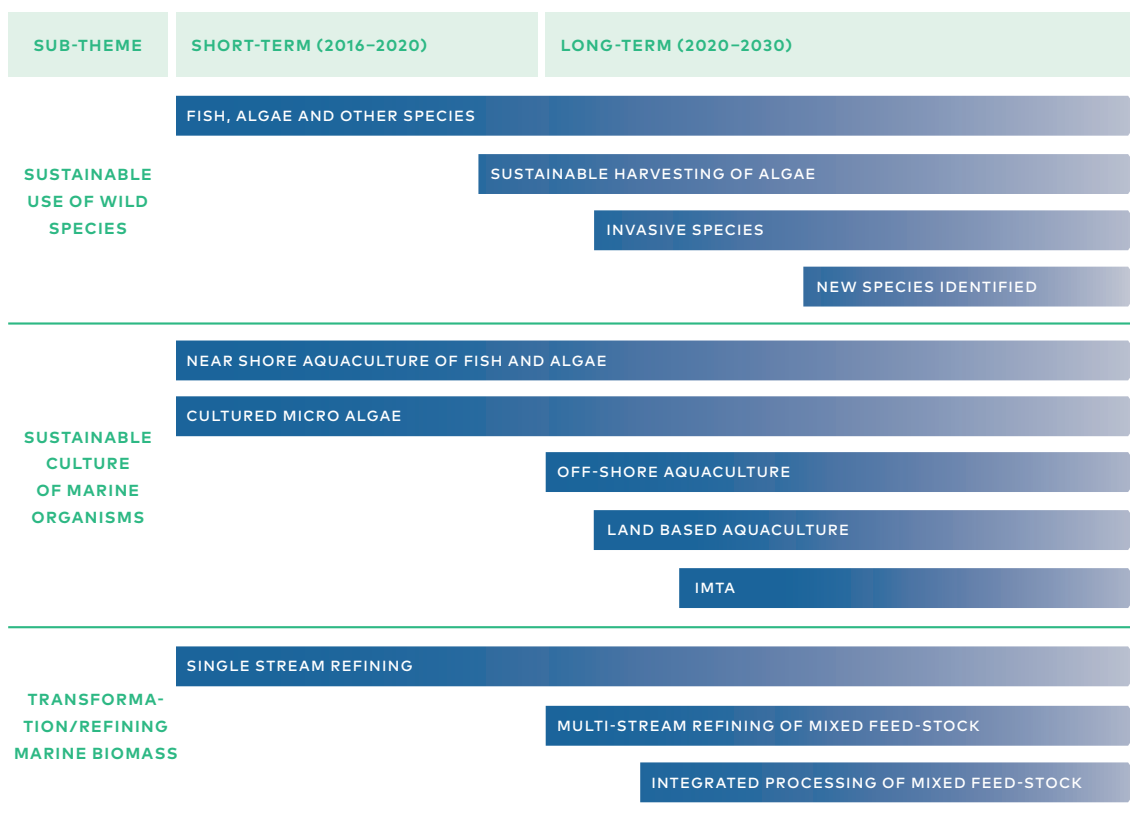 SUB-THEME
SHORT-TERM (2016–2020)
LONG-TERM (2020–2030)
SUSTAINABLE
USE OF WILD
SPECIES
FISH, ALGAE AND OTHER SPECIES
SUSTAINABLE HARVESTING OF ALGAE
INVASIVE SPECIES
NEW SPECIES IDENTIFIED
SUSTAINABLE
CULTURE
OF MARINE
ORGANISMS
NEAR SHORE AQUACULTURE OF FISH AND ALGAE
CULTURED MICRO ALGAE
OFF-SHORE AQUACULTURE
LAND BASED AQUACULTURE
IMTA
TRANSFORMA-
TION/REFINING
MARINE BIOMASS
SINGLE STREAM REFINING
MULTI-STREAM REFINING OF MIXED FEED-STOCK
INTEGRATED PROCESSING OF MIXED FEED-STOCK